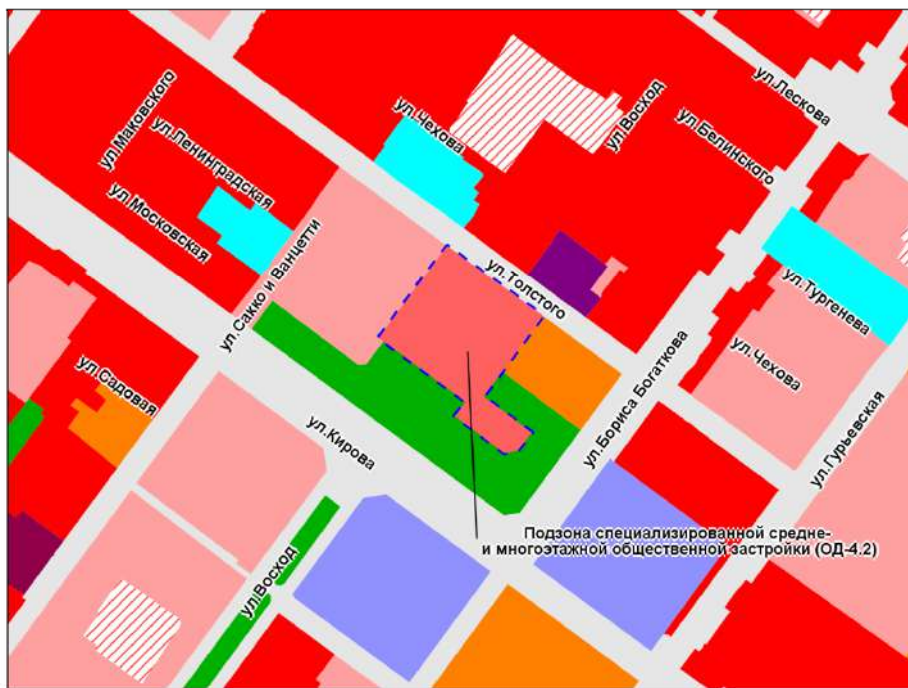 ул.Лескова
ул.Маковского
ул.Ленинградская
ул.Чехова
ул.Восход
ул.Белинского
ул.Московская
ул.Сакко и Ванцетти
ул.Толстого
ул.Тургенева
ул.Садовая
ул.Чехова
ул.Бориса Богаткова
ул.Кирова
ул.Гурьевская
Подзона специализированной средне-
и многоэтажной общественной застройки (ОД-4.2)
ул.Восход